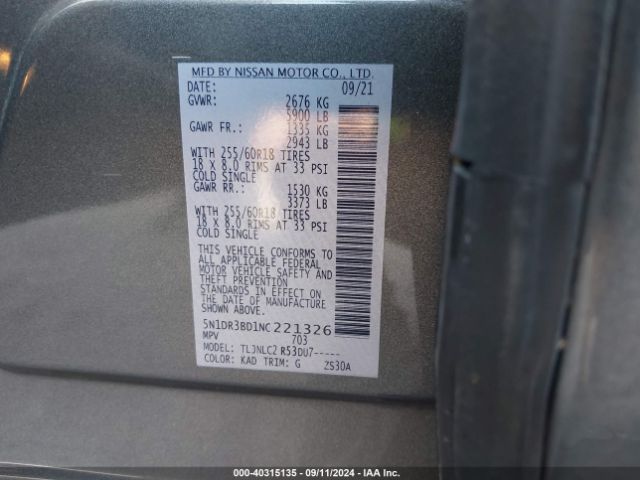 MFD BY NISSAN MOTOR CO., LTD.
DATE: 09/21
GVWR: 2676 KG
5900 LB
GAWR FR.: 1335 KG
2943 LB
WITH 255/60R18 TIRES
18 X 8.0 RIMS AT 33 PSI
COLD SINGLE
GAWR RR.: 1530 KG
3373 LB
WITH 255/60R18 TIRES
18 X 8.0 RIMS AT 33 PSI
COLD SINGLE
THIS VEHICLE CONFORMS TO
ALL APPLICABLE FEDERAL
MOTOR VEHICLE SAFETY AND
THEFT PREVENTION
STANDARDS IN EFFECT ON
THE DATE OF MANUFACTURE
SHOWN ABOVE.
5N1DR3BD1NC221326
MPV 703
MODEL: TLJNLC2 R53DU7-----
COLOR: KAD TRIM: G ZS30A
000-40315135 - 09/11/2024 - IAAI.COM